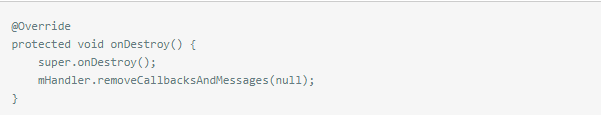 @Override
protected void onDestroy() {
    super.onDestroy();
    mHandler.removeCallbacksAndMessages(null);
}